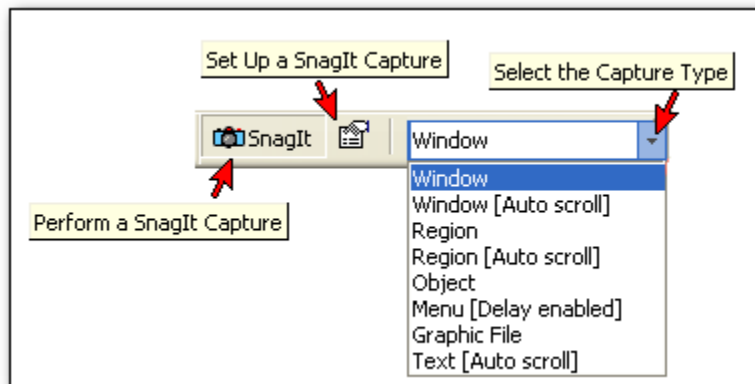 Set Up a SnagIt Capture
Select the Capture Type
SnagIt
Window
Perform a SnagIt Capture
Window
Window [Auto scroll]
Region
Region [Auto scroll]
Object
Menu [Delay enabled]
Graphic File
Text [Auto scroll]